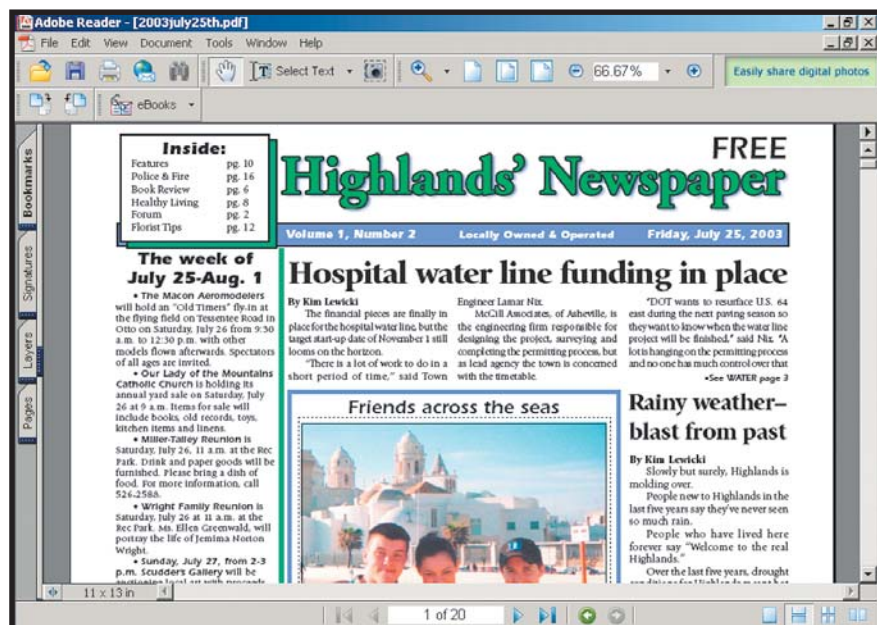 Adobe Reader - [2003july25th.pdf]
File Edit View Document Tools Window Help
Select Text 66.67% Easily share digital photos
eBooks
Bookmarks
Signatures
Layers
Pages
Inside:
Features pg. 10
Police & Fire pg. 16
Book Review pg. 6
Healthy Living pg. 8
Forum pg. 2
Florist Tips pg. 12
FREE
Highlands' Newspaper
Volume 1, Number 2 Locally Owned & Operated Friday, July 25, 2003
The week of
July 25-Aug. 1
• The Macon Aeromodelers
will hold an "Old Timers" fly-in at
the flying field on Tessentee Road in
Otto on Saturday, July 26 from 9:30
a.m. to 12:30 p.m. with other
models flown afterwards. Spectators
of all ages are invited.
• Our Lady of the Mountains
Catholic Church is holding its
annual yard sale on Saturday, July
26 at 9 a.m. Items for sale will
include books, old records, toys,
kitchen items and linens.
• Miller-Talley Reunion is
Saturday, July 26, 11 a.m. at the Rec
Park. Drink and paper goods will be
furnished. Please bring a dish of
food. For more information, call
526-2588.
• Wright Family Reunion is
Saturday, July 26 at 11 a.m. at the
Rec Park. Ms. Ellen Greenwald, will
portray the life of Jemima Norton
Wright.
• Sunday, July 27, from 2-3
p.m. Scudders Gallery will be
Hospital water line funding in place
By Kim Lewicki
The financial pieces are finally in
place for the hospital water line, but the
target start-up date of November 1 still
looms on the horizon.
"There is a lot of work to do in a
short period of time," said Town
Engineer Lamar Nix.
McGill Associates, of Asheville, is
the engineering firm responsible for
designing the project, surveying and
completing the permitting process, but
as lead agency the town is concerned
with the timetable.
"DOT wants to resurface U.S. 64
east during the next paving season so
they want to know when the water line
project will be finished," said Nix. "A
lot is hanging on the permitting process
and no one has much control over that
•See WATER page 3
Friends across the seas
Rainy weather–
blast from past
By Kim Lewicki
Slowly but surely, Highlands is
molding over.
People new to Highlands in the
last five years say they've never seen
so much rain.
People who have lived here
forever say "Welcome to the real
Highlands."
Over the last five years, drought
11 x 13 in
1 of 20